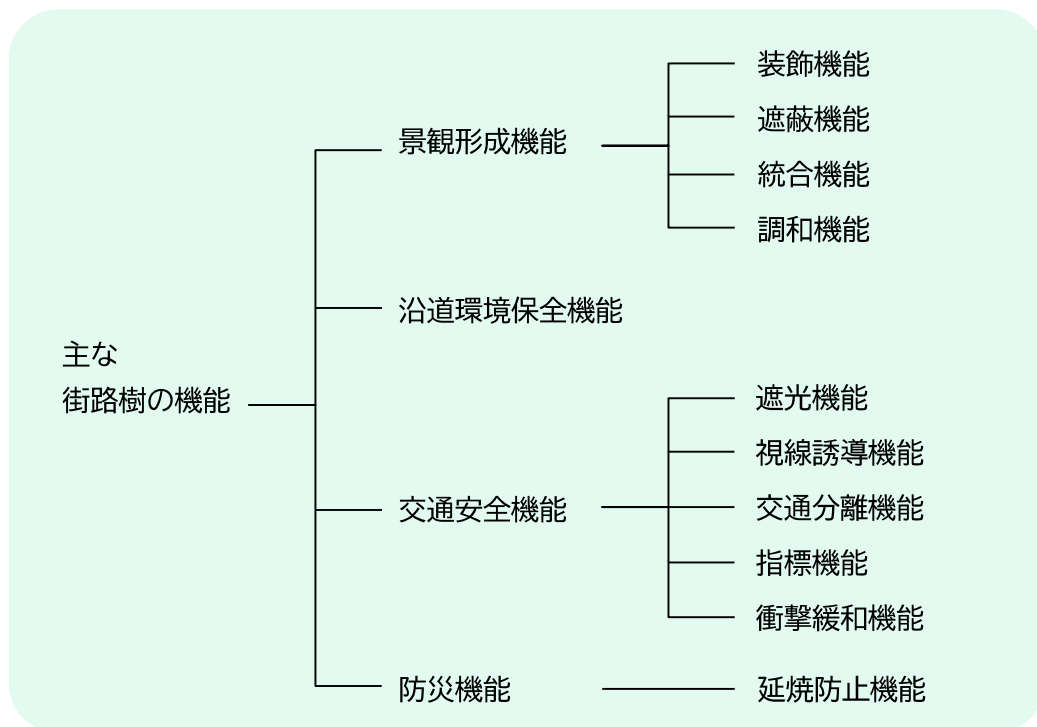 主な
街路樹の機能
景観形成機能
装飾機能
遮蔽機能
統合機能
調和機能
沿道環境保全機能
交通安全機能
遮光機能
視線誘導機能
交通分離機能
指標機能
衝撃緩和機能
防災機能
延焼防止機能